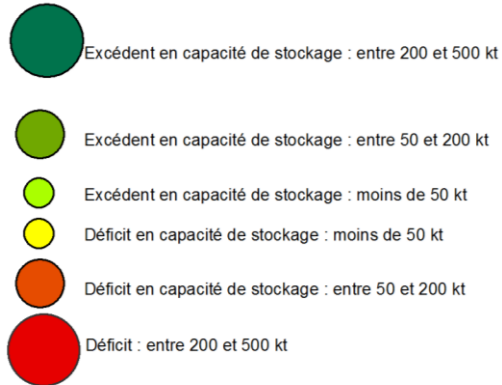 Excédent en capacité de stockage : entre 200 et 500 kt
Excédent en capacité de stockage : entre 50 et 200 kt
Excédent en capacité de stockage : moins de 50 kt
Déficit en capacité de stockage : moins de 50 kt
Déficit en capacité de stockage : entre 50 et 200 kt
Déficit : entre 200 et 500 kt